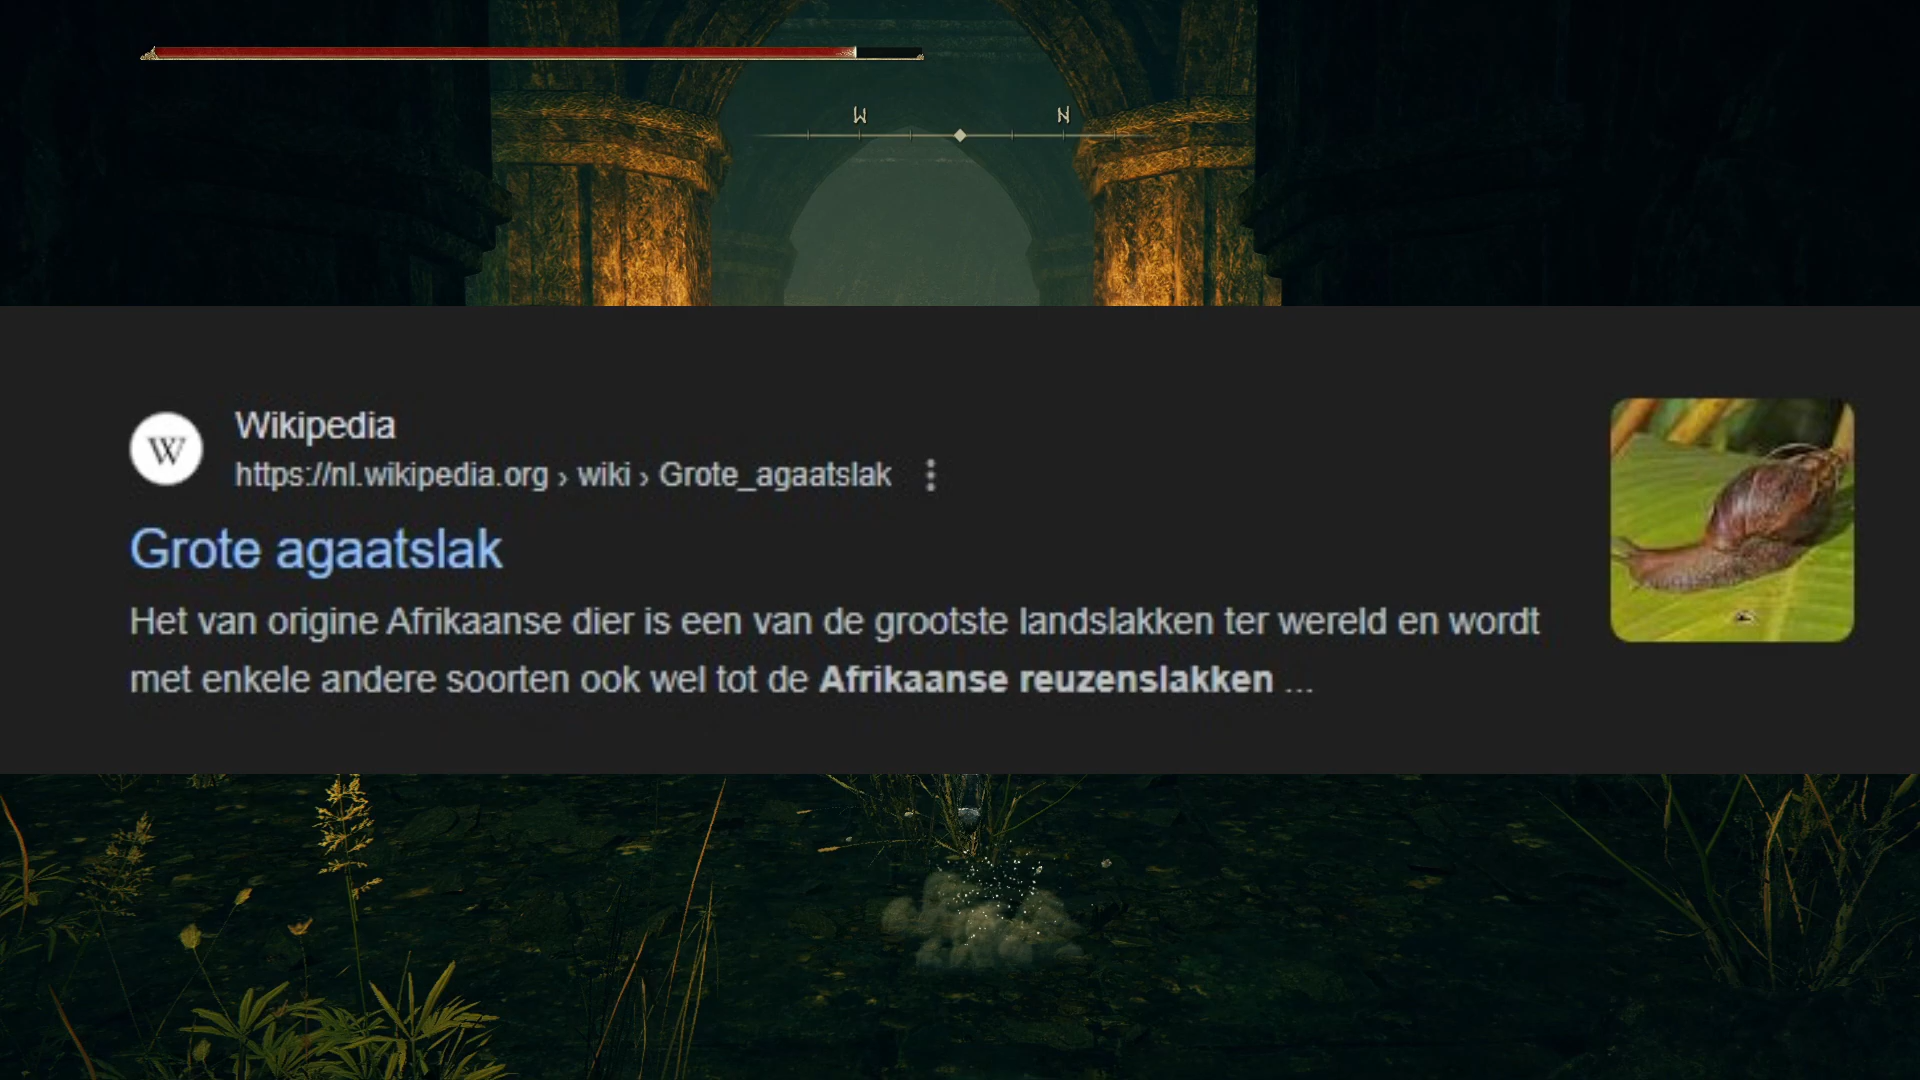 W N
Wikipedia
W
https://nl.wikipedia.org › wiki › Grote_agaatslak
Grote agaatslak
Het van origine Afrikaanse dier is een van de grootste landslakken ter wereld en wordt
met enkele andere soorten ook wel tot de Afrikaanse reuzenslakken ...